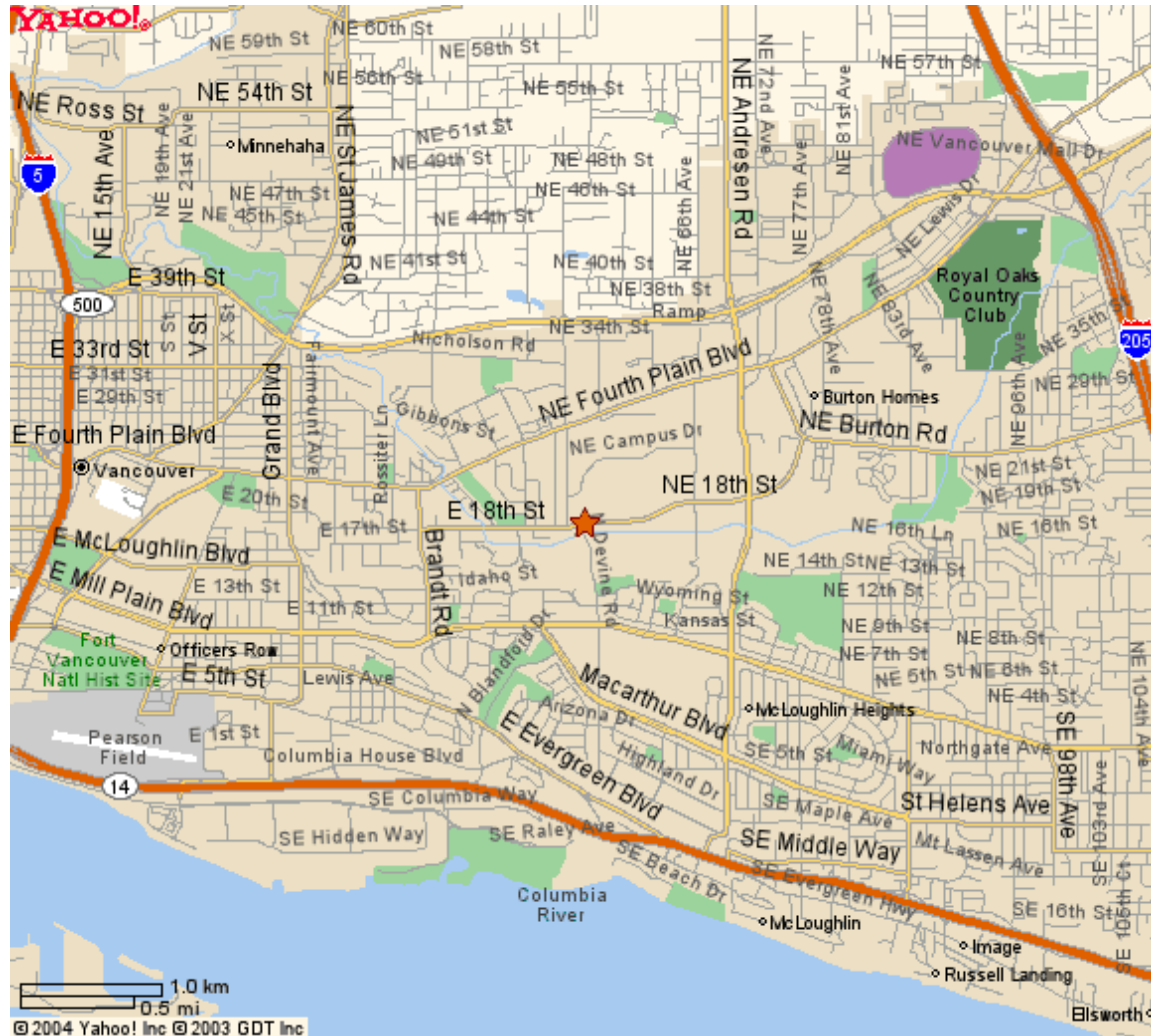 YAHOO!®
NE 60th St
NE 59th St
NE 58th St
NE 57th St
NE 56th St
NE 55th St
NE 54th St
NE Ross St
NE 15th Ave
NE 19th Ave
NE 21st Ave
NE St James Rd
NE Andresen Rd
NE 72nd Ave
NE 81st Ave
NE 77th Ave
NE 66th Ave
Minnehaha
NE 51st St
NE 49th St
NE 48th St
NE 47th St
NE 46th St
NE 45th St
NE 44th St
NE 41st St
NE 40th St
NE 38th St
Ramp
NE 34th St
NE Vancouver Mall Dr
NE Lewis Dr
5
500
E 39th St
Nicholson Rd
NE 78th Ave
NE 83rd Ave
Royal Oaks
Country
Club
NE 35th
205
NE 96th Ave
NE 29th St
S St
V St
X St
E 33rd St
E 31st St
E 29th St
Grand Blvd
Fairmount Ave
Rossiter Ln
Gibbons St
NE Fourth Plain Blvd
Burton Homes
NE Burton Rd
NE Campus Dr
E Fourth Plain Blvd
Vancouver
E 20th St
NE 18th St
NE 21st St
NE 19th St
E 18th St
E 17th St
NE 16th Ln
NE 16th St
E McLoughlin Blvd
Brandt Rd
N Devine Rd
NE 14th St
NE 13th St
E Mill Plain Blvd
E 13th St
E 11th St
Idaho St
Wyoming St
Kansas St
NE 12th St
NE 9th St
NE 8th St
NE 7th St
NE 5th St
NE 6th St
NE 4th St
NE 104th Ave
Fort
Vancouver
Natl Hist Site
Officers Row
E 5th St
Lewis Ave
N Blandford Dr
Macarthur Blvd
Arizona Dr
McLoughlin Heights
E 1st St
Pearson
Field
Columbia House Blvd
E Evergreen Blvd
Highland Dr
SE 5th St
Miami Way
Northgate Ave
SE 98th Ave
SE 103rd Ave
14
SE Columbia Way
SE Maple Ave
St Helens Ave
SE Hidden Way
SE Raley Ave
SE Beach Dr
SE Middle Way
Mt Lassen Ave
SE Evergreen Hwy
Columbia
River
McLoughlin
SE 16th St
SE 105th Ct
Image
Russell Landing
Ellsworth
1.0 km
0.5 mi
© 2004 Yahoo! Inc © 2003 GDT Inc